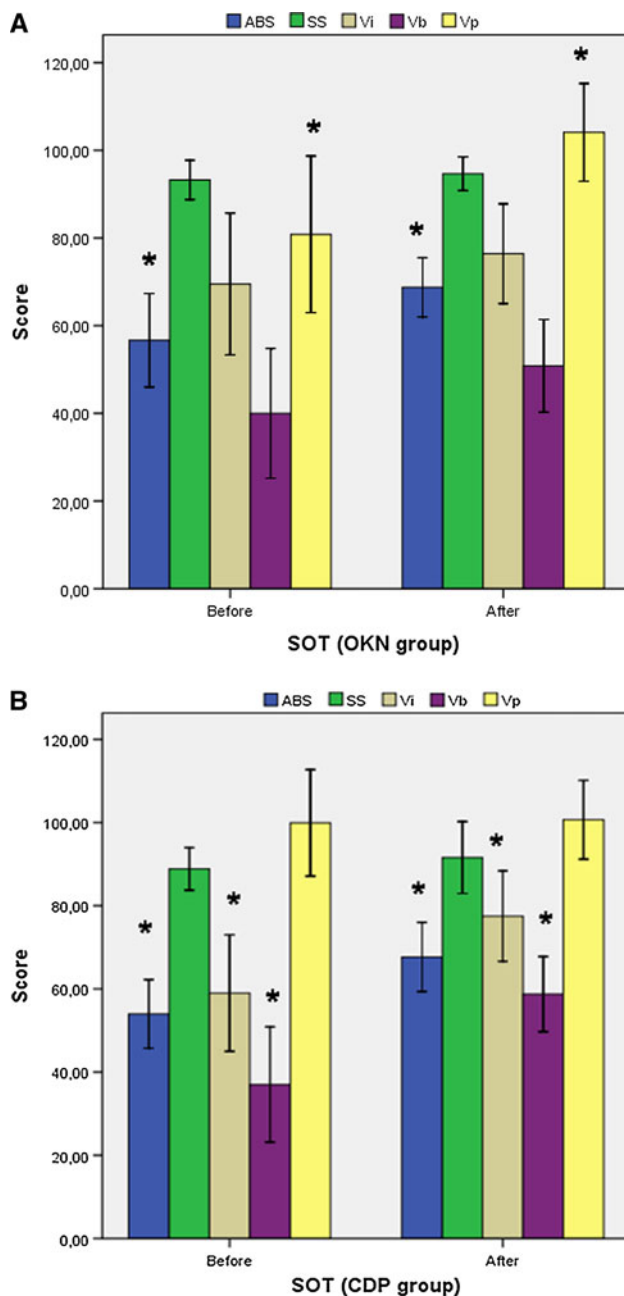 A
ABS SS Vi Vb Vp
120,00
100,00
80,00
60,00
40,00
20,00
0,00
Score
* * * *
Before After
SOT (OKN group)
B
ABS SS Vi Vb Vp
120,00
100,00
80,00
60,00
40,00
20,00
0,00
Score
* * * * * *
Before After
SOT (CDP group)